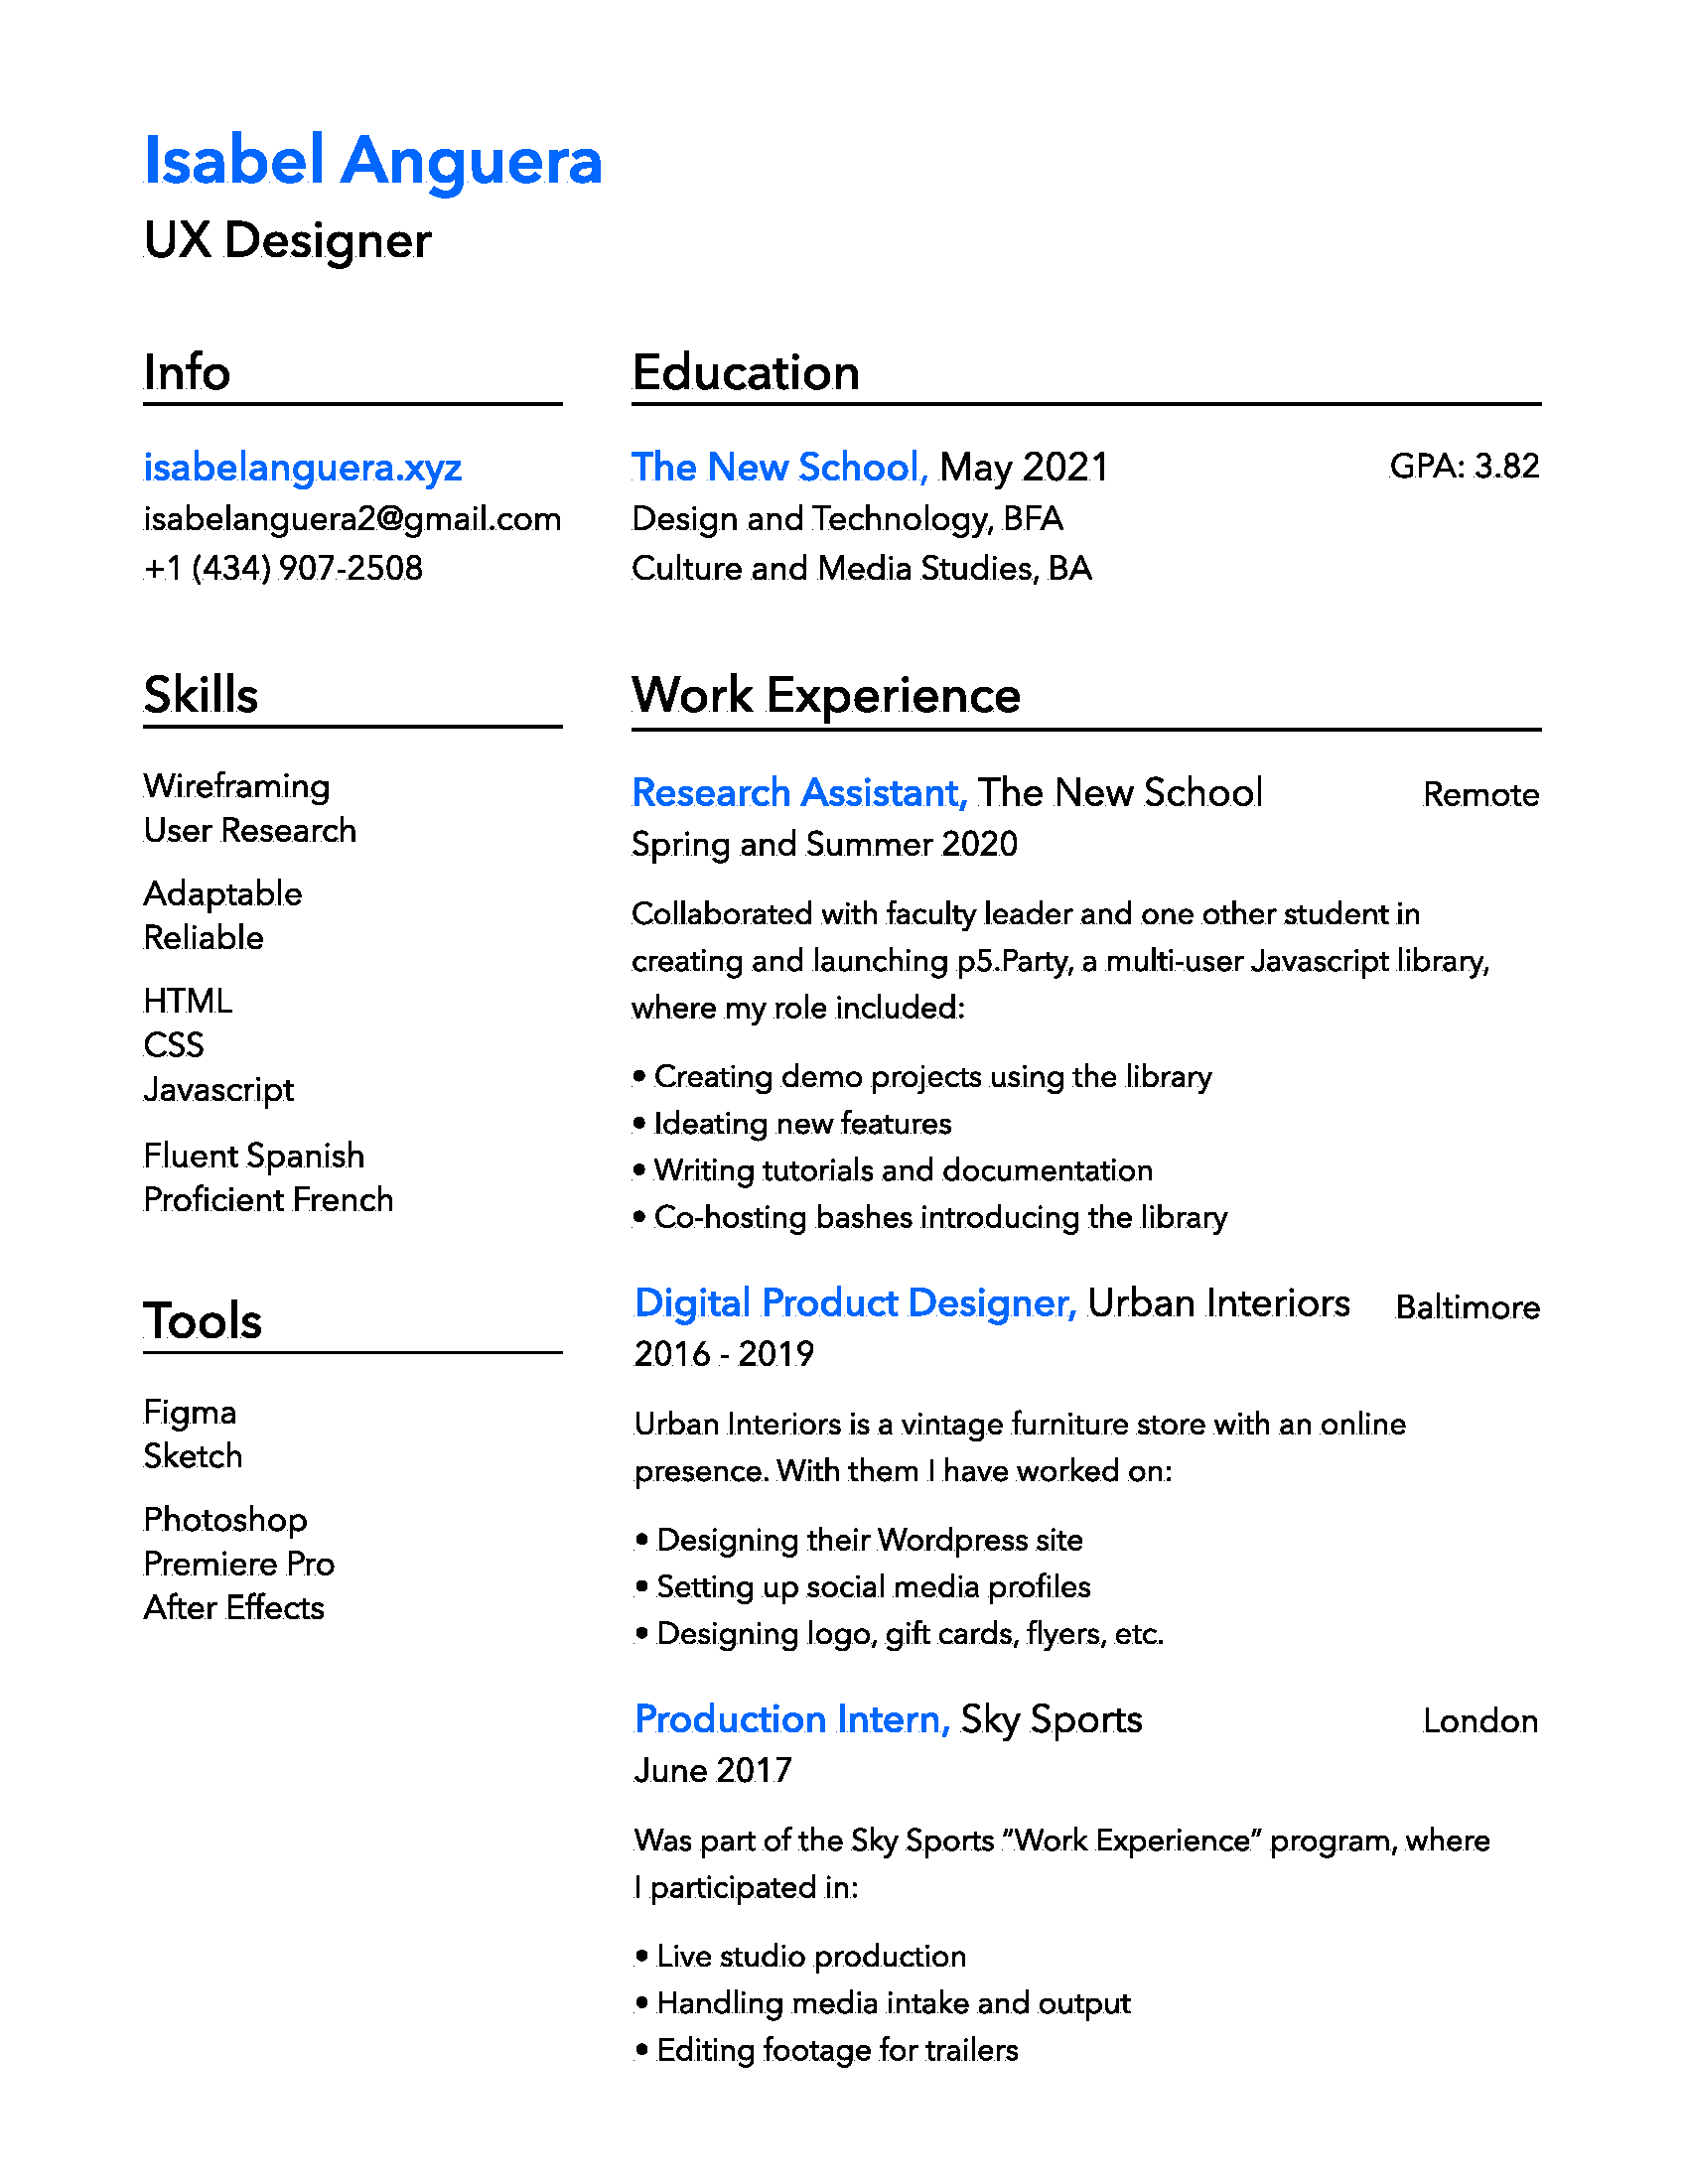 Isabel Anguera
UX Designer
Info
isabelanguera.xyz
isabelanguera2@gmail.com
+1 (434) 907-2508
Skills
Wireframing
User Research
Adaptable
Reliable
HTML
CSS
Javascript
Fluent Spanish
Proficient French
Tools
Figma
Sketch
Photoshop
Premiere Pro
After Effects
Education
The New School, May 2021 GPA: 3.82
Design and Technology, BFA
Culture and Media Studies, BA
Work Experience
Research Assistant, The New School Remote
Spring and Summer 2020
Collaborated with faculty leader and one other student in
creating and launching p5.Party, a multi-user Javascript library,
where my role included:
• Creating demo projects using the library
• Ideating new features
• Writing tutorials and documentation
• Co-hosting bashes introducing the library
Digital Product Designer, Urban Interiors Baltimore
2016 - 2019
Urban Interiors is a vintage furniture store with an online
presence. With them I have worked on:
• Designing their Wordpress site
• Setting up social media profiles
• Designing logo, gift cards, flyers, etc.
Production Intern, Sky Sports London
June 2017
Was part of the Sky Sports “Work Experience” program, where
I participated in:
• Live studio production
• Handling media intake and output
• Editing footage for trailers